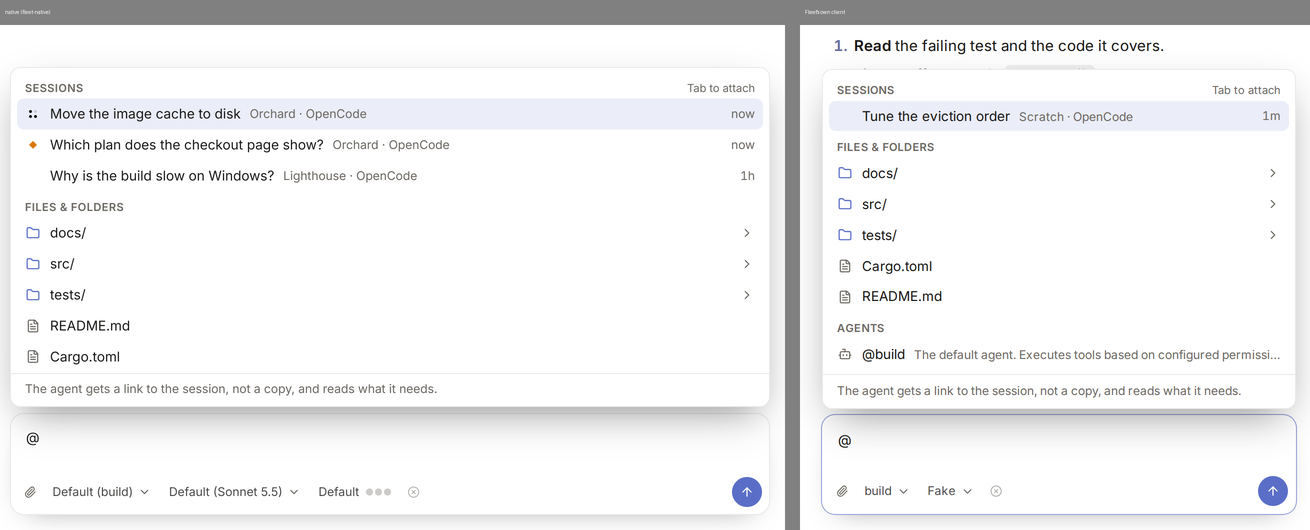 native (fleet-native)
SESSIONS Tab to attach
Move the image cache to disk Orchard · OpenCode now
Which plan does the checkout page show? Orchard · OpenCode now
Why is the build slow on Windows? Lighthouse · OpenCode 1h
FILES & FOLDERS
docs/
src/
tests/
README.md
Cargo.toml
The agent gets a link to the session, not a copy, and reads what it needs.
@
Default (build) Default (Sonnet 5.5) Default
1. Read the failing test and the code it covers.
SESSIONS Tab to attach
Tune the eviction order Scratch · OpenCode 1m
FILES & FOLDERS
docs/
src/
tests/
Cargo.toml
README.md
AGENTS
@build The default agent. Executes tools based on configured permissi...
The agent gets a link to the session, not a copy, and reads what it needs.
@
build Fake